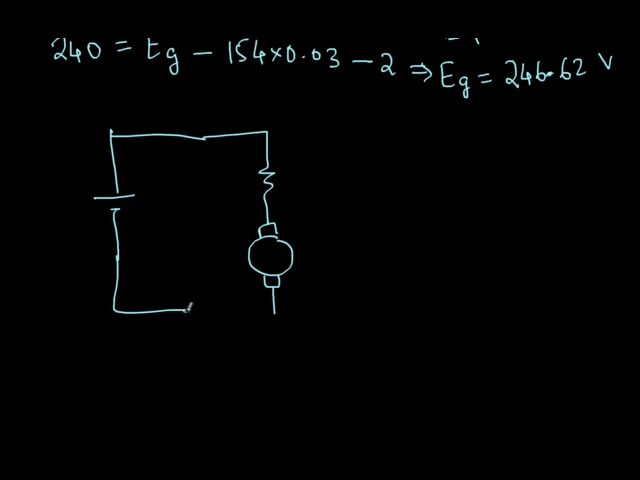 240 = Eg − 154×0.03 − 2 ⇒ Eg = 246.62 V